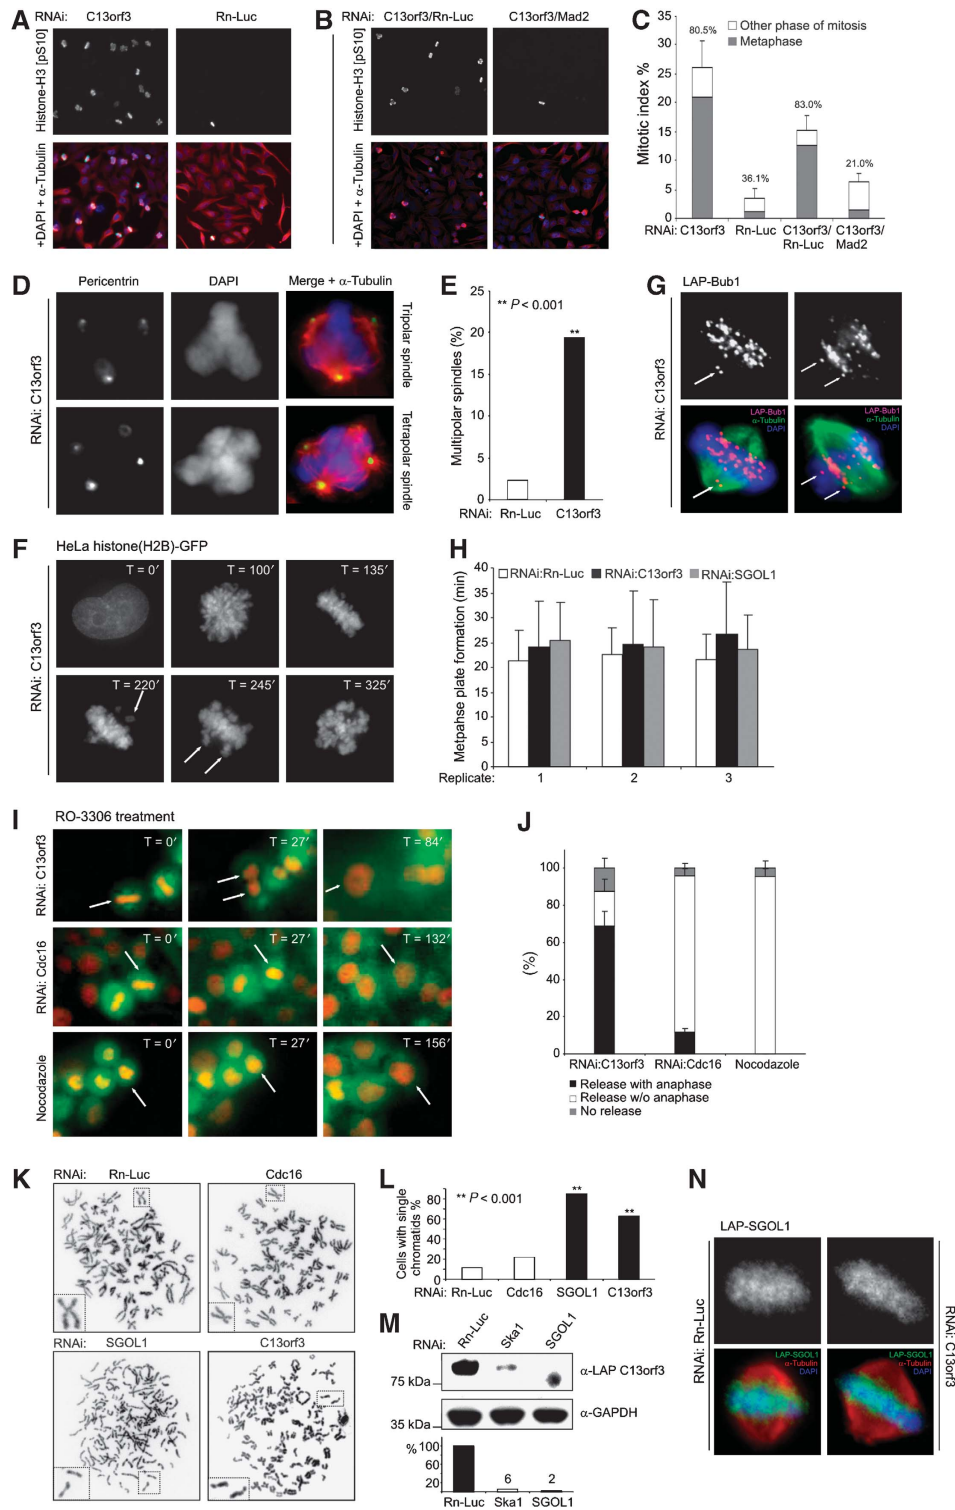 A
RNAi: C13orf3 Rn-Luc
Histone-H3 [pS10]
+DAPI + α-Tubulin
B
RNAi: C13orf3/Rn-Luc C13orf3/Mad2
Histone-H3 [pS10]
+DAPI + α-Tubulin
C
Other phase of mitosis
Metaphase
Mitotic index %
35
30
25
20
15
10
5
0
80.5%
36.1%
83.0%
21.0%
RNAi: C13orf3 Rn-Luc C13orf3/ C13orf3/
Rn-Luc Mad2
D
Pericentrin DAPI Merge + α-Tubulin
RNAi: C13orf3
Tripolar spindle
Tetrapolar spindle
E
** P < 0.001
Multipolar spindles (%)
25
20
15
10
5
0
**
RNAi: Rn-Luc C13orf3
G
LAP-Bub1
RNAi: C13orf3
LAP-Bub1
α-Tubulin
DAPI
LAP-Bub1
α-Tubulin
DAPI
F
HeLa histone(H2B)-GFP
RNAi: C13orf3
T = 0′ T = 100′ T = 135′
T = 220′ T = 245′ T = 325′
H
RNAi:Rn-Luc RNAi:C13orf3 RNAi:SGOL1
Metpahse plate formation (min)
40
35
30
25
20
15
10
5
0
Replicate: 1 2 3
I
RO-3306 treatment
RNAi: C13orf3
T = 0′ T = 27′ T = 84′
RNAi: Cdc16
T = 0′ T = 27′ T = 132′
Nocodazole
T = 0′ T = 27′ T = 156′
J
(%)
100
80
60
40
20
0
RNAi:C13orf3 RNAi:Cdc16 Nocodazole
Release with anaphase
Release w/o anaphase
No release
K
RNAi: Rn-Luc Cdc16
RNAi: SGOL1 C13orf3
L
** P < 0.001
Cells with single
chromatids %
80
60
40
20
0
** **
RNAi: Rn-Luc Cdc16 SGOL1 C13orf3
M
RNAi: Rn-Luc Ska1 SGOL1
75 kDa α-LAP C13orf3
35 kDa α-GAPDH
%
100
60
20
6 2
Rn-Luc Ska1 SGOL1
N
LAP-SGOL1
RNAi: Rn-Luc
RNAi: C13orf3
LAP-SGOL1
α-Tubulin
DAPI
LAP-SGOL1
α-Tubulin
DAPI